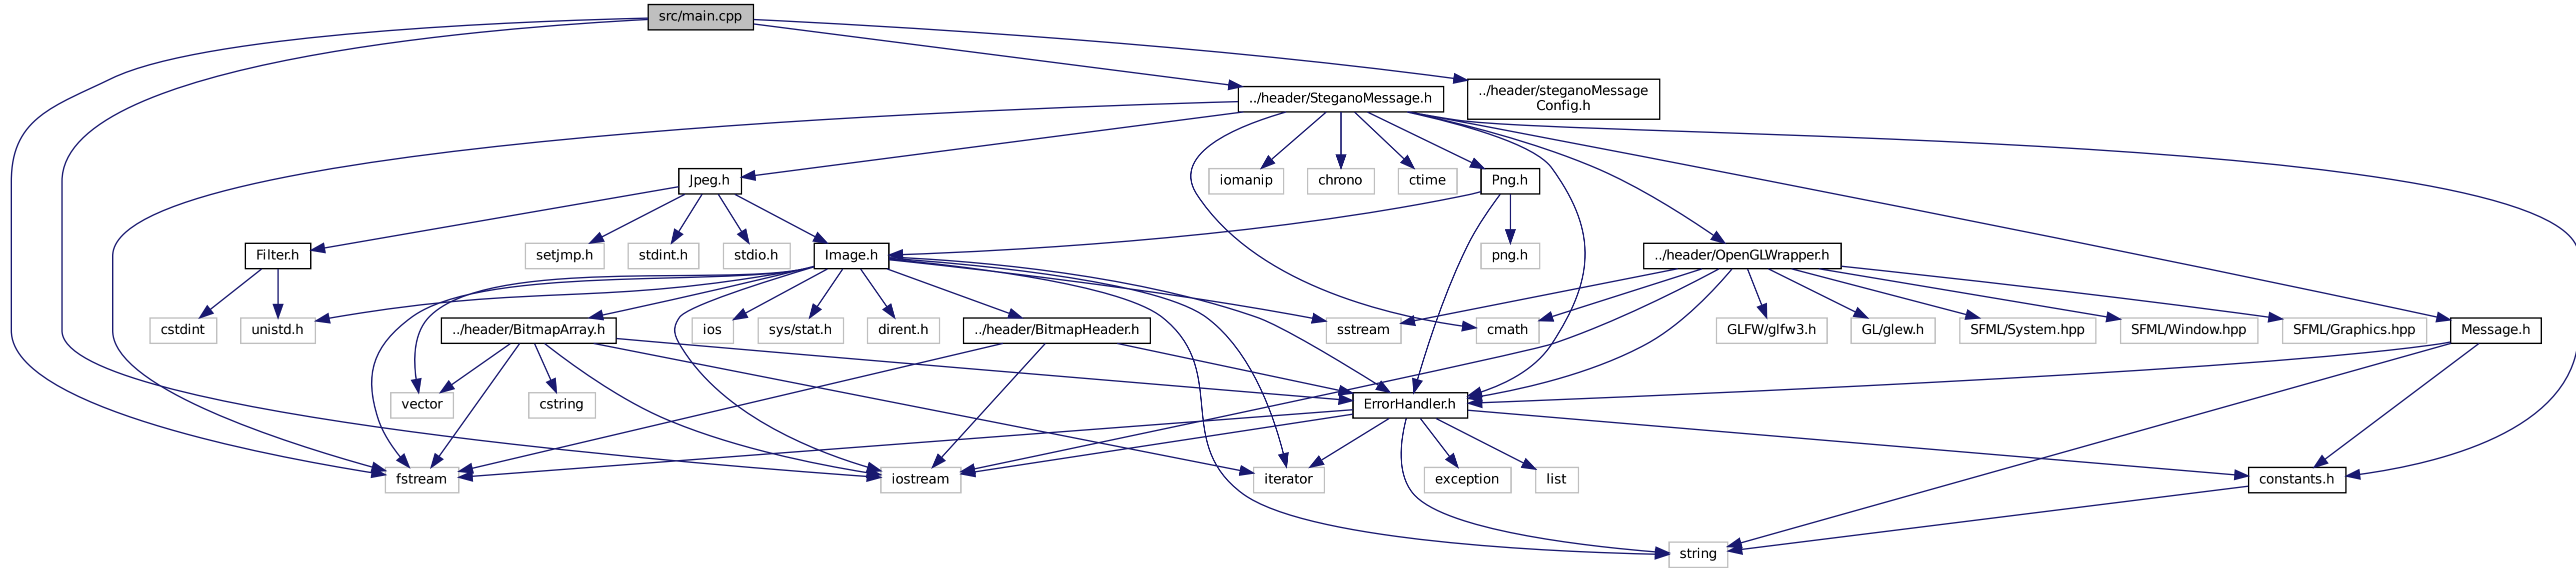 src/main.cpp
../header/SteganoMessage.h
../header/steganoMessage
Config.h
Jpeg.h
iomanip
chrono
ctime
Png.h
Filter.h
setjmp.h
stdint.h
stdio.h
Image.h
png.h
../header/OpenGLWrapper.h
cstdint
unistd.h
../header/BitmapArray.h
ios
sys/stat.h
dirent.h
../header/BitmapHeader.h
sstream
cmath
GLFW/glfw3.h
GL/glew.h
SFML/System.hpp
SFML/Window.hpp
SFML/Graphics.hpp
Message.h
vector
cstring
ErrorHandler.h
fstream
iostream
iterator
exception
list
constants.h
string